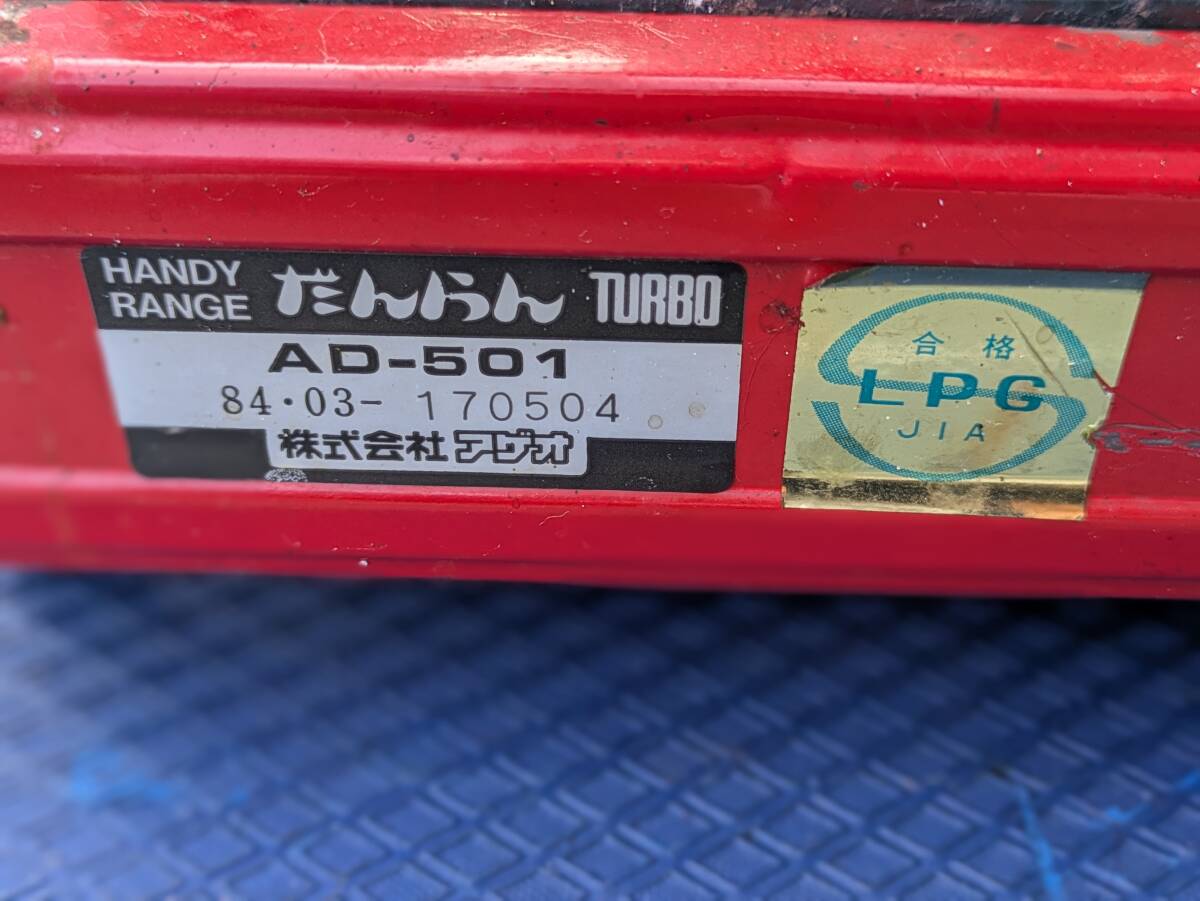 HANDY RANGE だんらん TURBO
AD-501
84・03- 170504
株式会社 アヅオ
合格
LPG
JIA